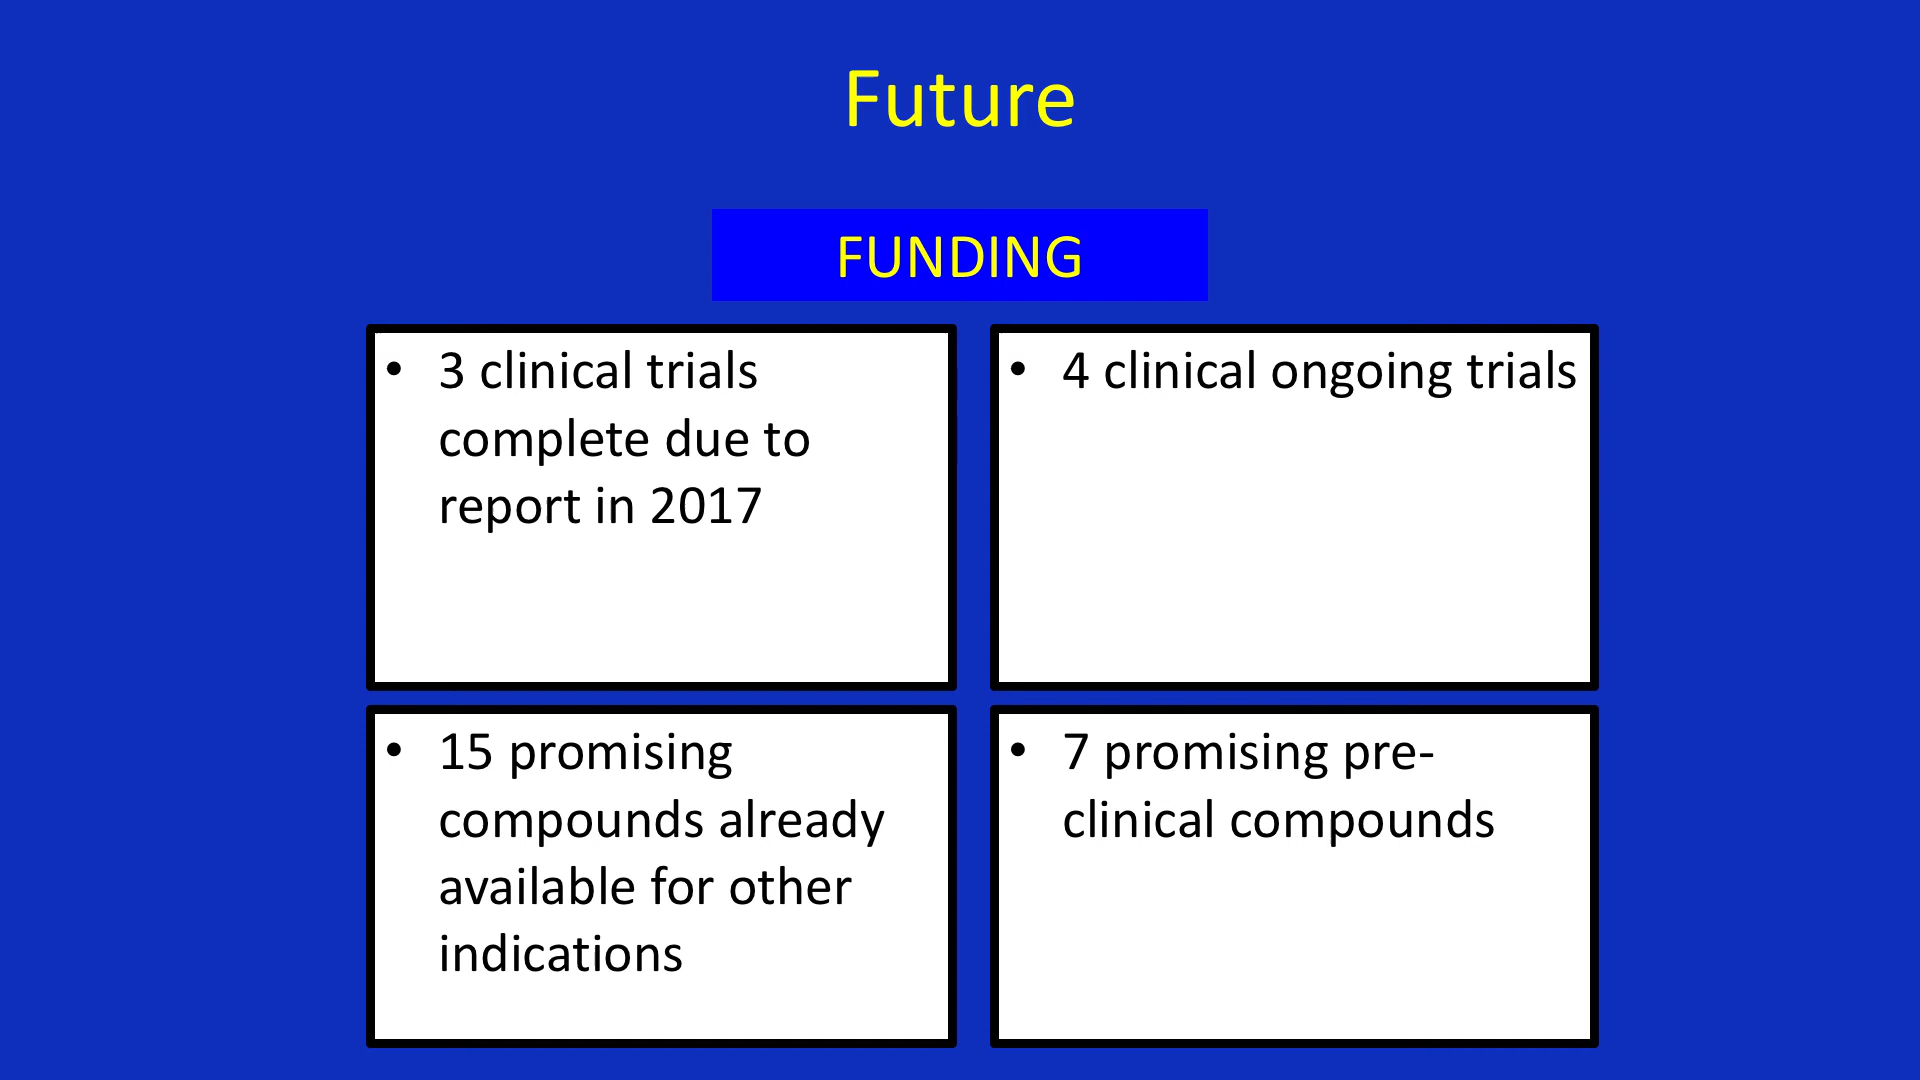 Future
FUNDING
• 3 clinical trials
complete due to
report in 2017
• 4 clinical ongoing trials
• 15 promising
compounds already
available for other
indications
• 7 promising pre-
clinical compounds